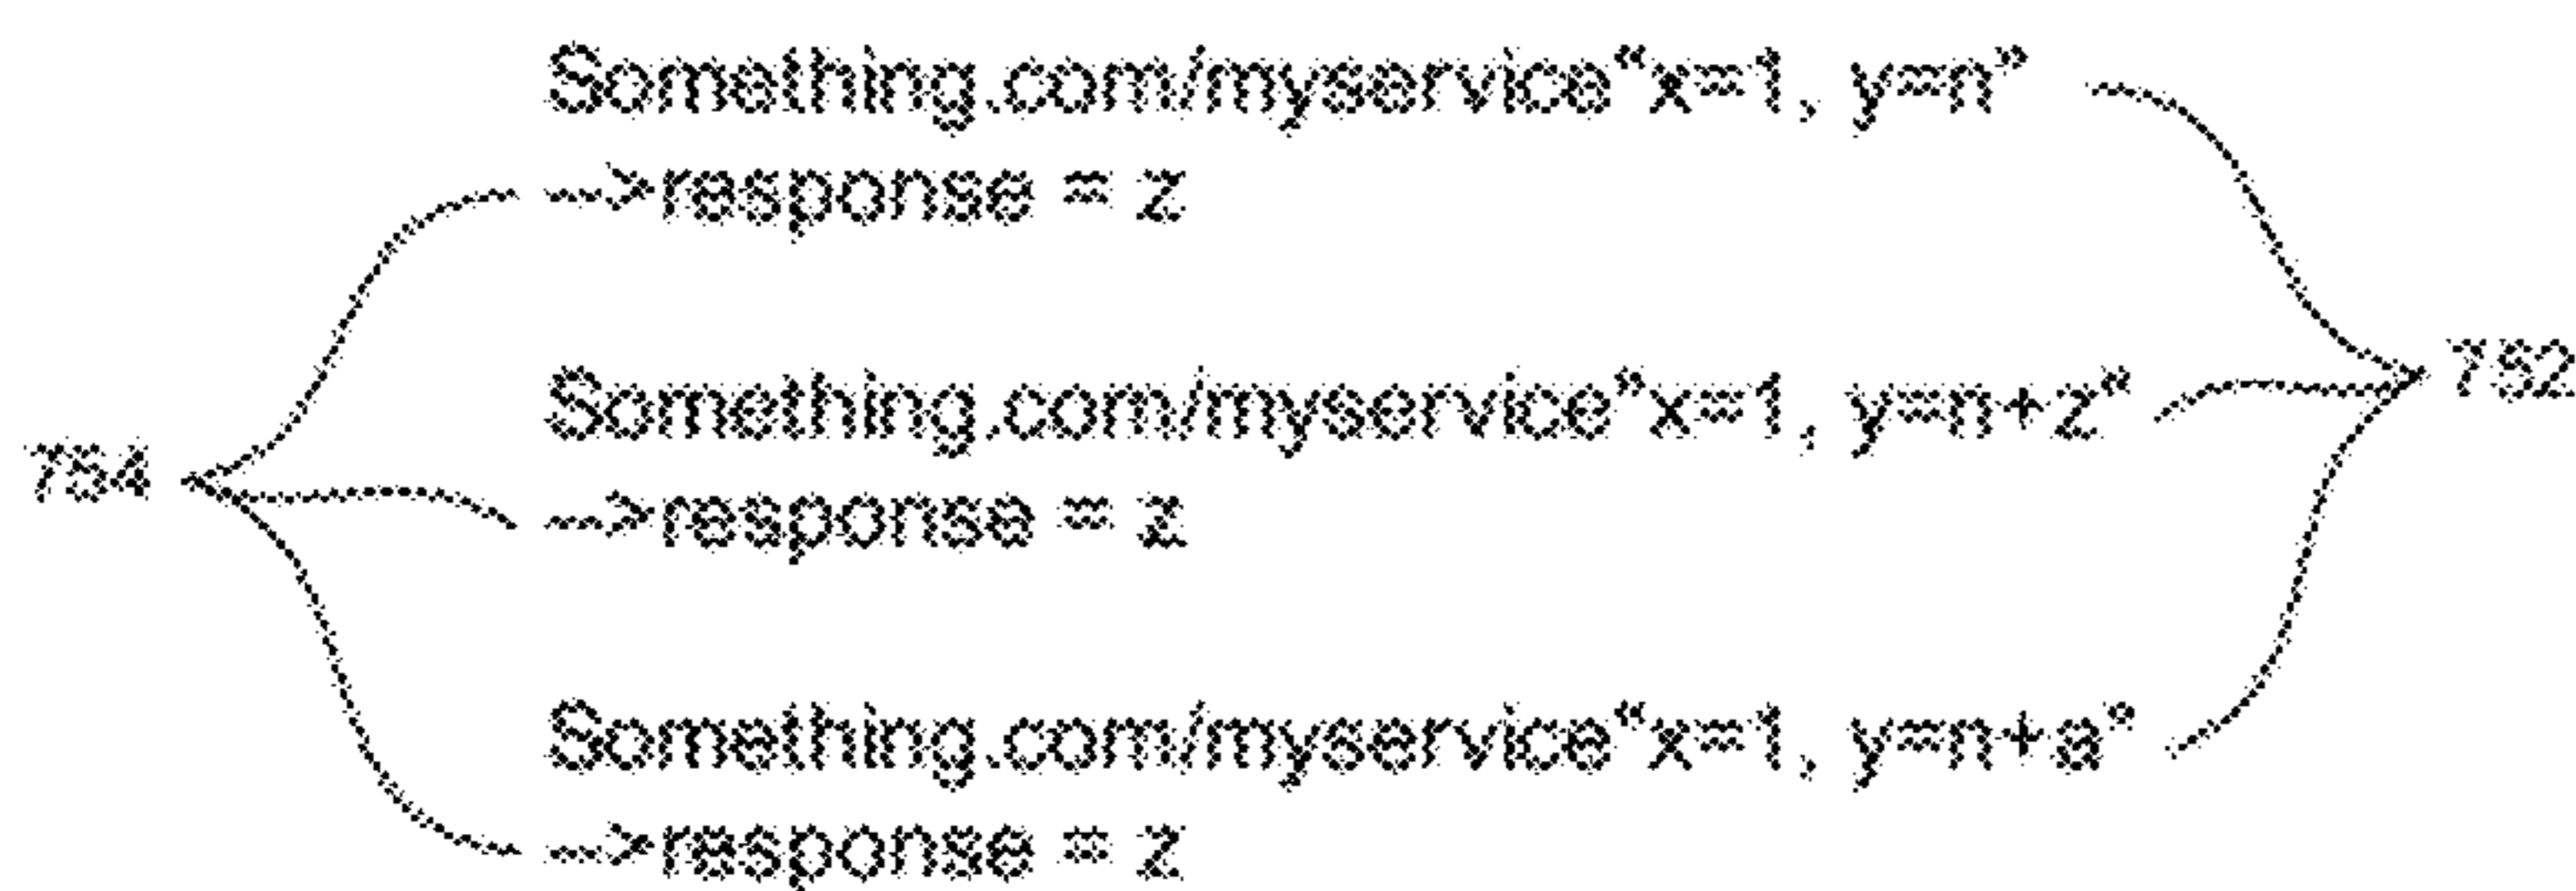 Something.com/myservice“x=1, y=n”
-->response = z
Something.com/myservice”x=1, y=n+z“
752
754
-->response = z
Something.com/myservice“x=1, y=n+a”
-->response = z